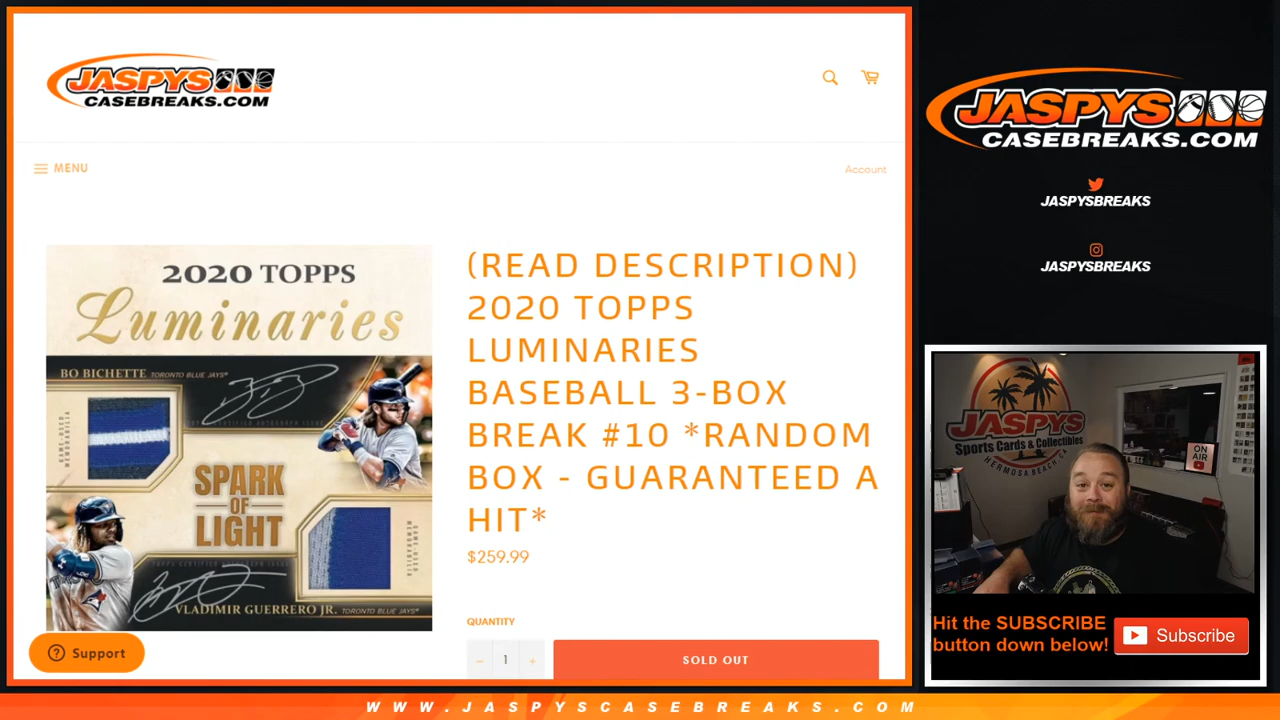 JASPYS
CASEBREAKS.COM
MENU
Account
2020 TOPPS
Luminaries
BO BICHETTE TORONTO BLUE JAYS®
SPARK
OF
LIGHT
VLADIMIR GUERRERO JR. TORONTO BLUE JAYS®
(READ DESCRIPTION)
2020 TOPPS
LUMINARIES
BASEBALL 3-BOX
BREAK #10 *RANDOM
BOX - GUARANTEED A
HIT*
$259.99
QUANTITY
− 1 +
SOLD OUT
Support
JASPYS
CASEBREAKS.COM
JASPYSBREAKS
JASPYSBREAKS
JASPYS
Sports Cards & Collectibles
HERMOSA BEACH, CA
ON
AIR
Hit the SUBSCRIBE
button down below!
Subscribe
WWW.JASPYSCASEBREAKS.COM